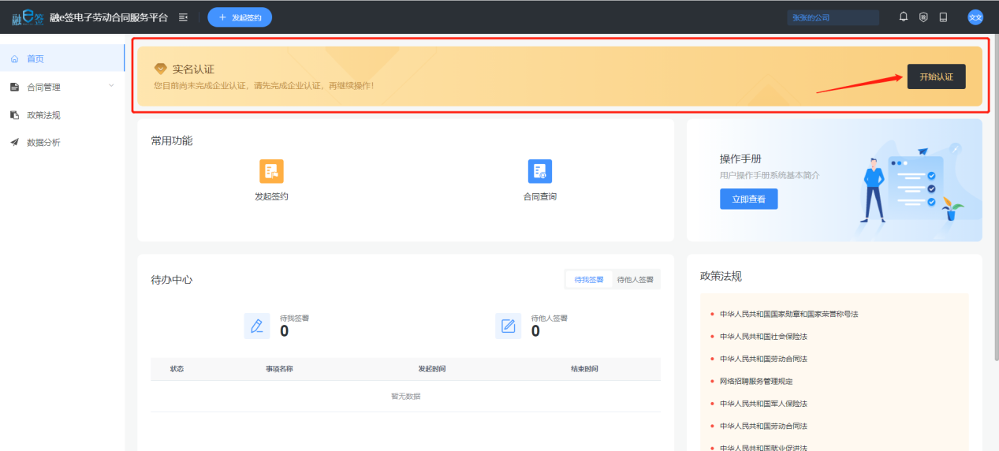 融e签 融e签电子劳动合同服务平台 + 发起签约 张张的公司 文文
首页
合同管理
政策法规
数据分析
实名认证
您目前尚未完成企业认证，请先完成企业认证，再继续操作！
开始认证
常用功能
发起签约
合同查询
操作手册
用户操作手册系统基本简介
立即查看
待办中心
待我签署 待他人签署
待我签署
0
待他人签署
0
状态 事项名称 发起时间 结束时间
暂无数据
政策法规
中华人民共和国国家勋章和国家荣誉称号法
中华人民共和国社会保险法
中华人民共和国劳动合同法
网络招聘服务管理规定
中华人民共和国军人保险法
中华人民共和国劳动合同法
中华人民共和国就业促进法